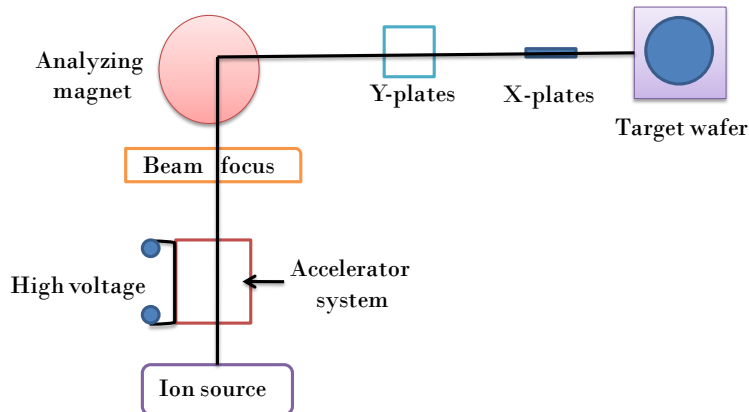 Analyzing
magnet
Y-plates
X-plates
Target wafer
Beam focus
High voltage
Accelerator
system
Ion source